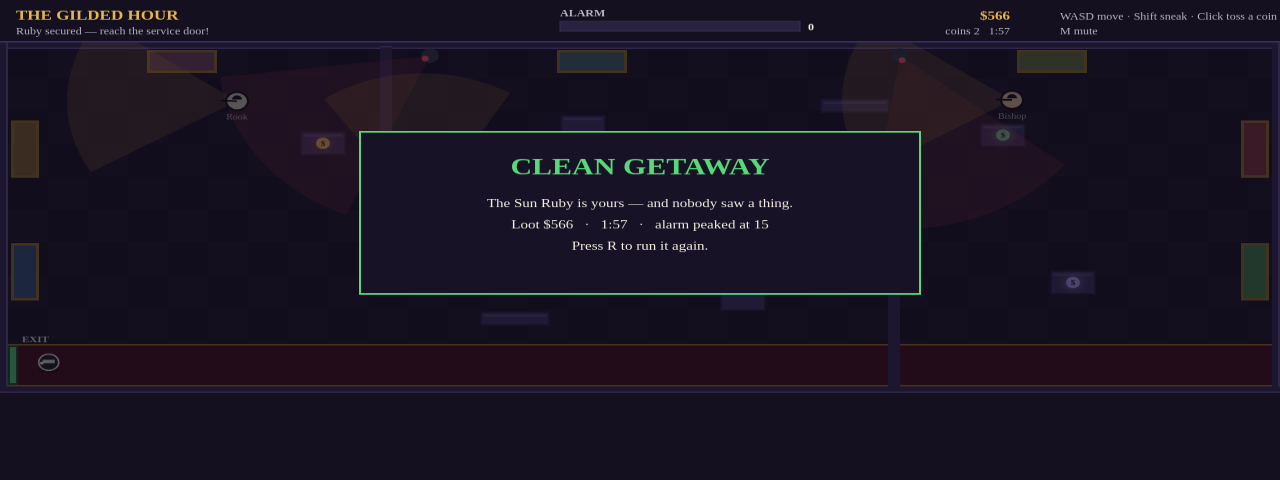 THE GILDED HOUR
Ruby secured — reach the service door!
ALARM
0
$566
coins 2 1:57
WASD move · Shift sneak · Click toss a coin
M mute
Rook
Bishop
$
$
$
CLEAN GETAWAY
The Sun Ruby is yours — and nobody saw a thing.
Loot $566 · 1:57 · alarm peaked at 15
Press R to run it again.
EXIT